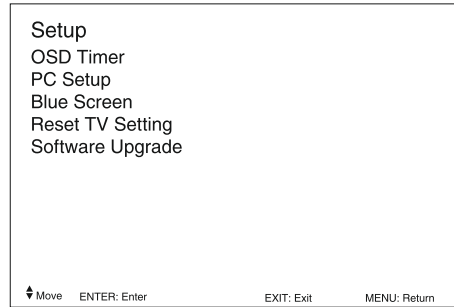 Setup
OSD Timer
PC Setup
Blue Screen
Reset TV Setting
Software Upgrade
Move ENTER: Enter EXIT: Exit MENU: Return